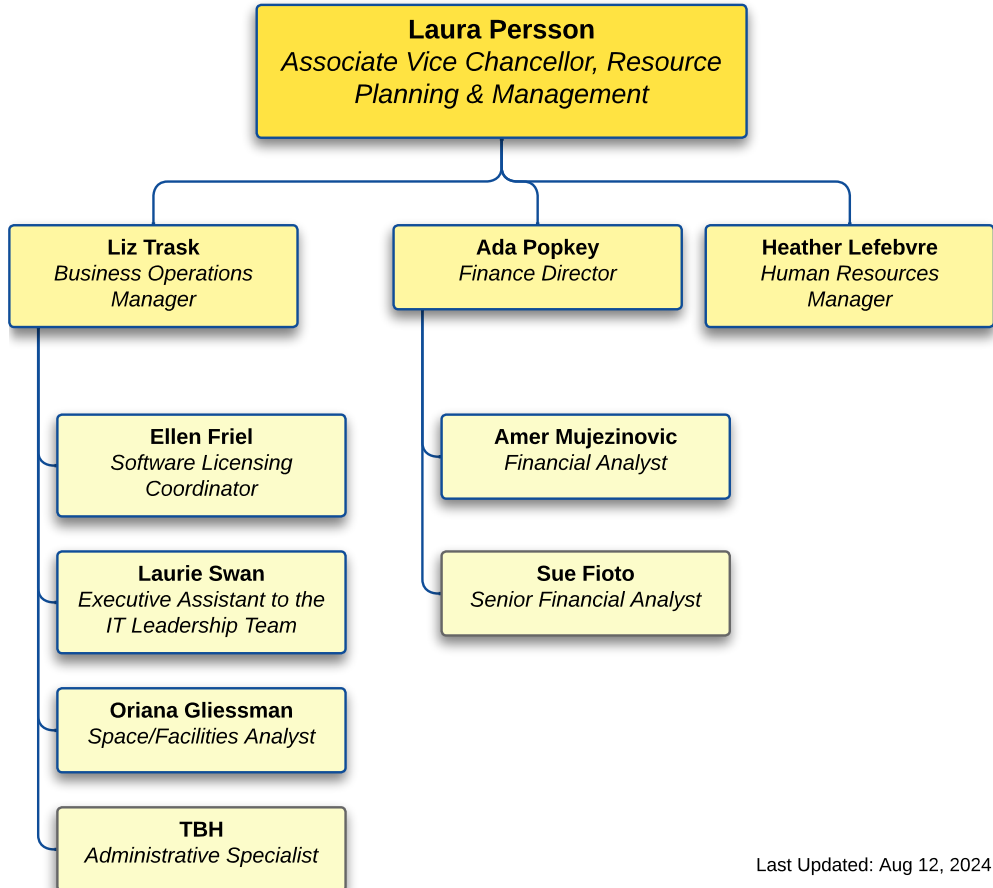 Laura Persson
Associate Vice Chancellor, Resource
Planning & Management
Liz Trask
Business Operations
Manager
Ada Popkey
Finance Director
Heather Lefebvre
Human Resources
Manager
Ellen Friel
Software Licensing
Coordinator
Laurie Swan
Executive Assistant to the
IT Leadership Team
Oriana Gliessman
Space/Facilities Analyst
TBH
Administrative Specialist
Amer Mujezinovic
Financial Analyst
Sue Fioto
Senior Financial Analyst
Last Updated: Aug 12, 2024